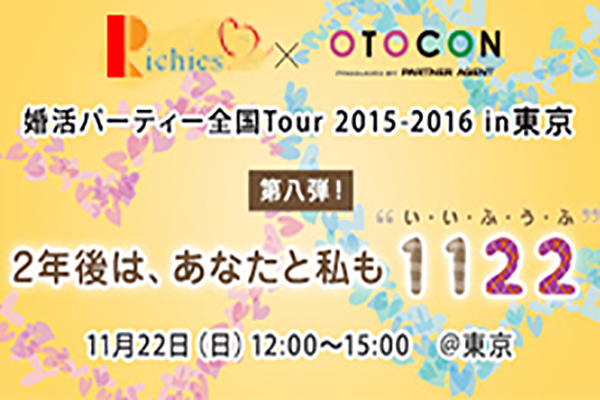 Richies × OTOCON
PRODUCED BY PARTNER AGENT
婚活パーティー全国Tour 2015-2016 in東京
第八弾！
“い・い・ふ・う・ふ”
2年後は、あなたと私も 1122
11月22日（日）12:00～15:00 @東京